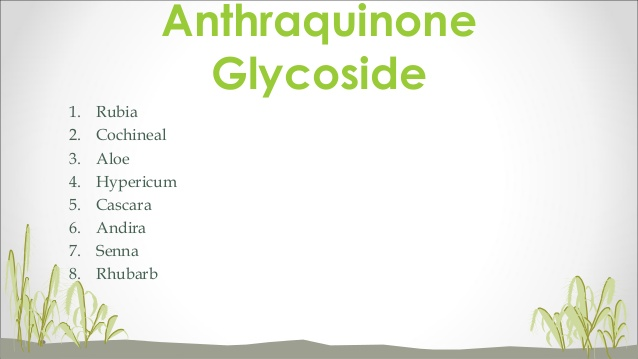 Anthraquinone
Glycoside
1. Rubia
2. Cochineal
3. Aloe
4. Hypericum
5. Cascara
6. Andira
7. Senna
8. Rhubarb